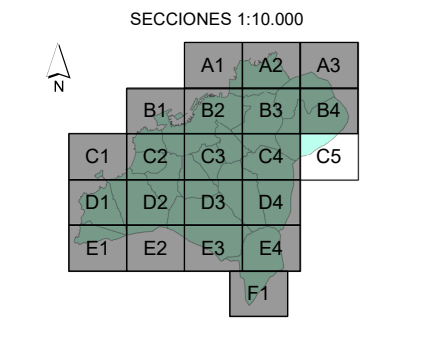 SECCIONES 1:10.000
N
A1 A2 A3
B1 B2 B3 B4
C1 C2 C3 C4 C5
D1 D2 D3 D4
E1 E2 E3 E4
F1